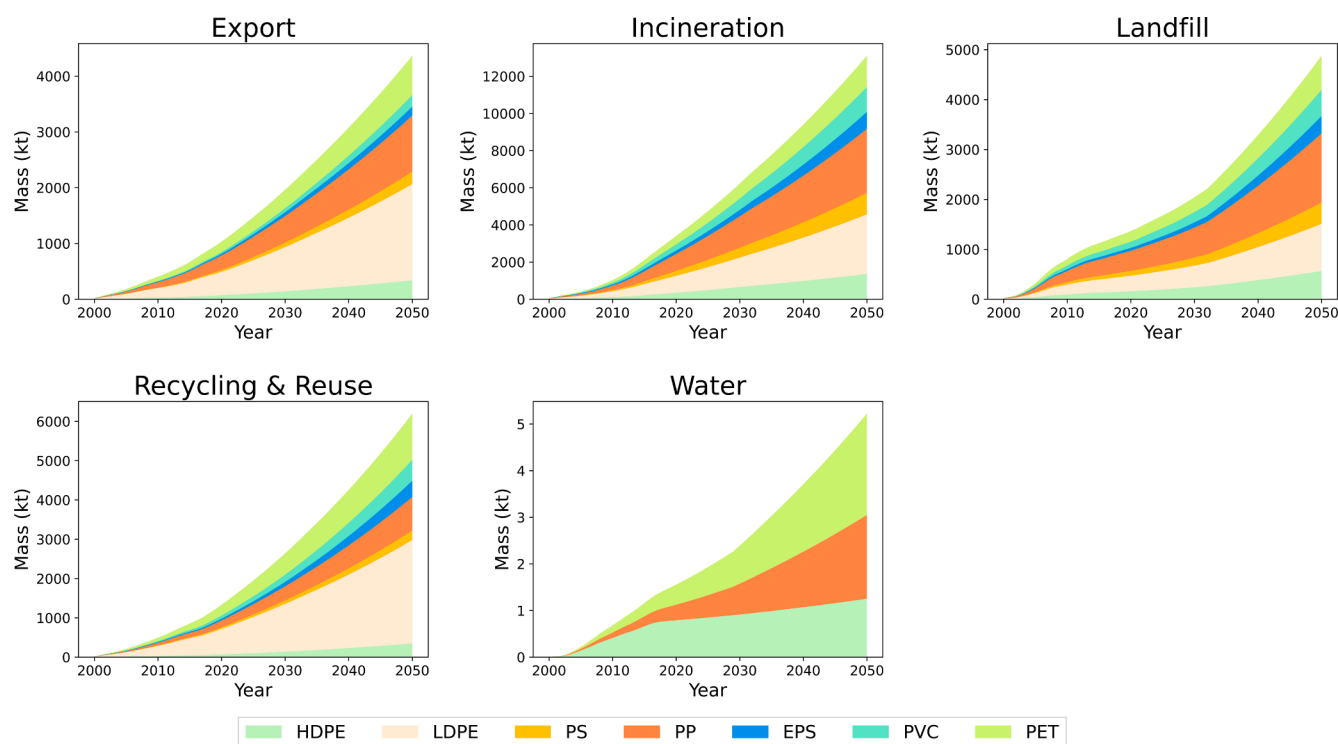 Export
Incineration
Landfill
Mass (kt)
4000
3000
2000
1000
0
2000 2010 2020 2030 2040 2050
Year
Mass (kt)
12000
10000
8000
6000
4000
2000
0
2000 2010 2020 2030 2040 2050
Year
Mass (kt)
5000
4000
3000
2000
1000
0
2000 2010 2020 2030 2040 2050
Year
Recycling & Reuse
Water
Mass (kt)
6000
5000
4000
3000
2000
1000
0
2000 2010 2020 2030 2040 2050
Year
Mass (kt)
5
4
3
2
1
0
2000 2010 2020 2030 2040 2050
Year
HDPE LDPE PS PP EPS PVC PET